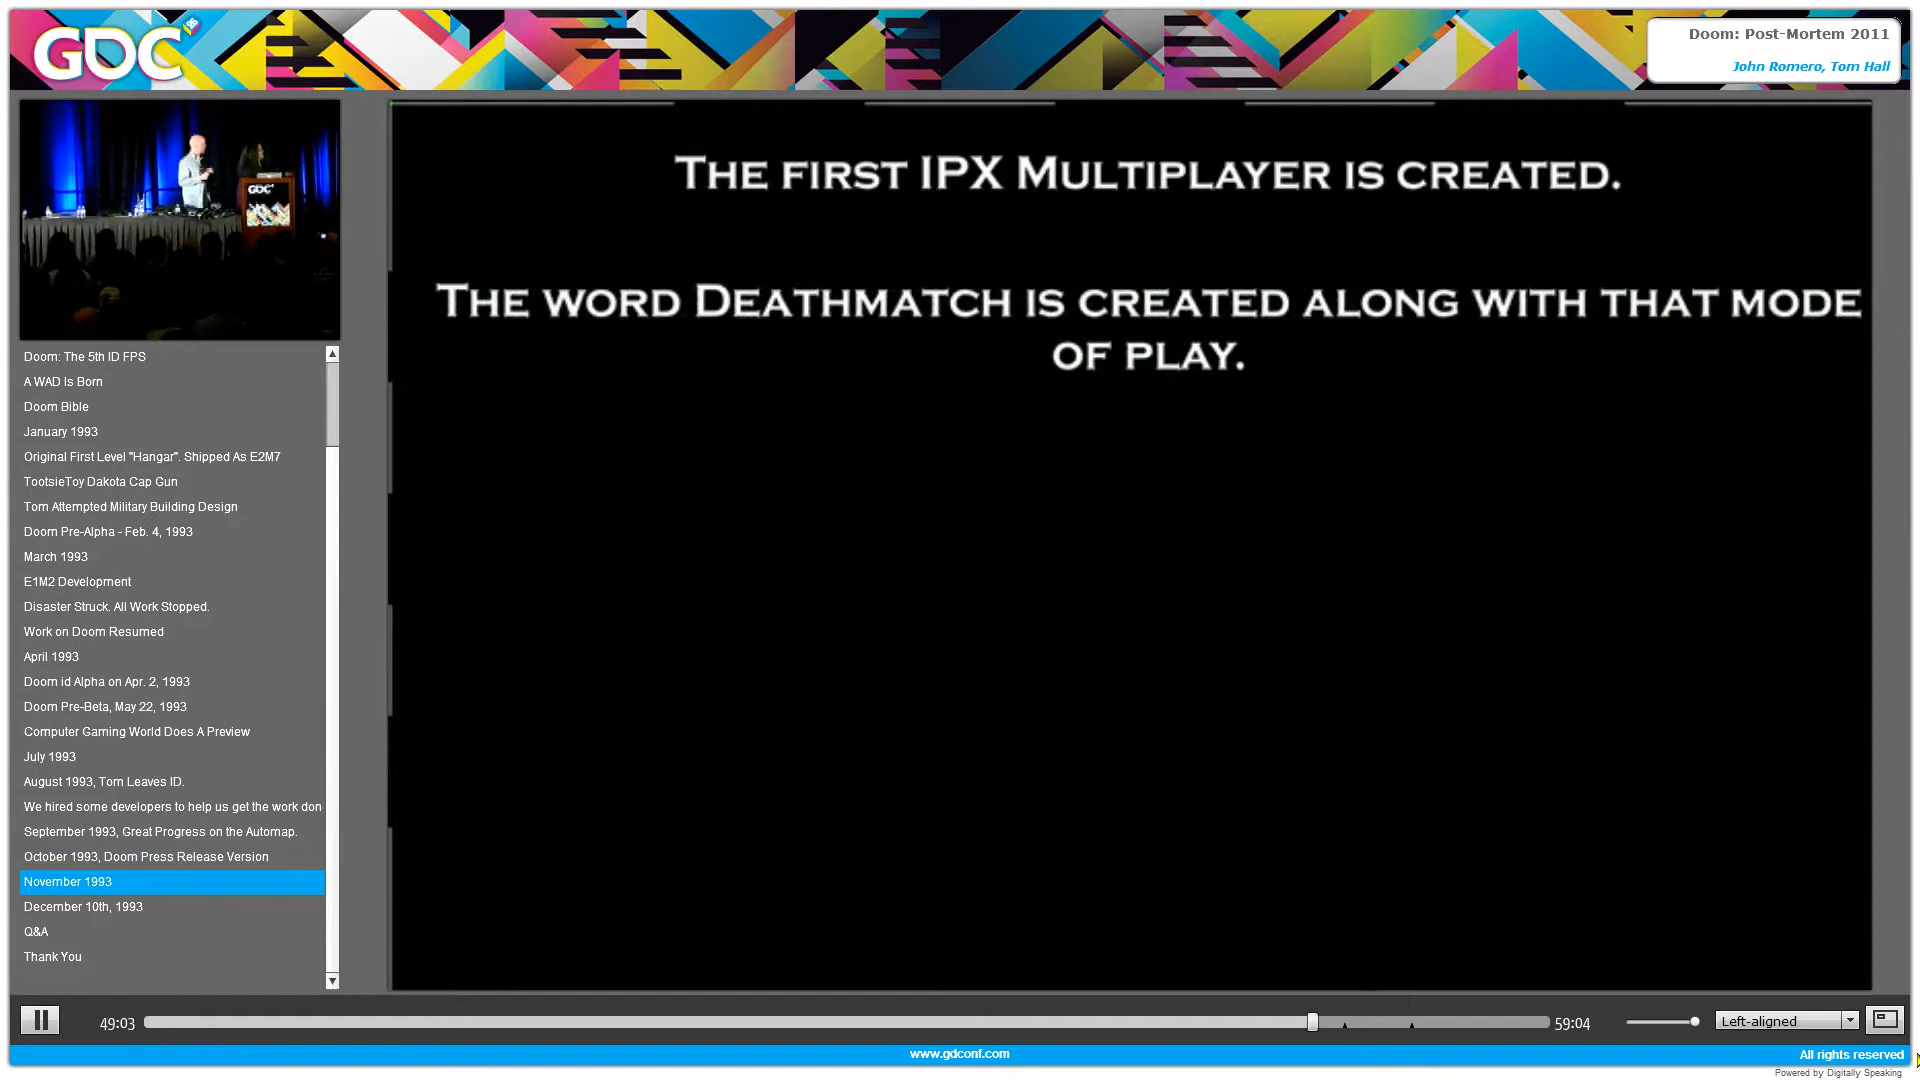 GDC 25
Doom: Post-Mortem 2011
John Romero, Tom Hall
GDC
The first IPX Multiplayer is created.
The word Deathmatch is created along with that mode
of play.
Doom: The 5th ID FPS
A WAD Is Born
Doom Bible
January 1993
Original First Level "Hangar". Shipped As E2M7
TootsieToy Dakota Cap Gun
Tom Attempted Military Building Design
Doom Pre-Alpha - Feb. 4, 1993
March 1993
E1M2 Development
Disaster Struck. All Work Stopped.
Work on Doom Resumed
April 1993
Doom id Alpha on Apr. 2, 1993
Doom Pre-Beta, May 22, 1993
Computer Gaming World Does A Preview
July 1993
August 1993, Tom Leaves ID.
We hired some developers to help us get the work don
September 1993, Great Progress on the Automap.
October 1993, Doom Press Release Version
November 1993
December 10th, 1993
Q&A
Thank You
49:03
59:04
Left-aligned
www.gdconf.com
All rights reserved
Powered by Digitally Speaking